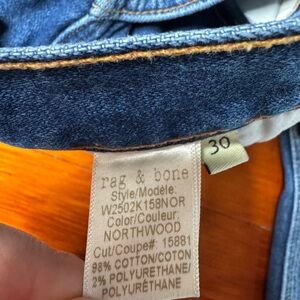 30
rag & bone
Style/Modèle:
W2502K158NOR
Color/Couleur:
NORTHWOOD
Cut/Coupe#: 15881
98% COTTON/COTON
2% POLYURETHANE/
POLYURÉTHANE